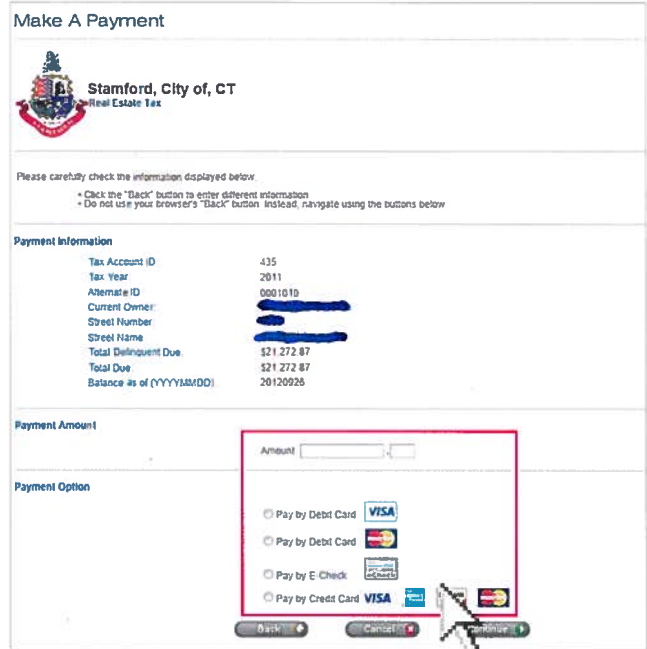 Make A Payment
Stamford, City of, CT
Real Estate Tax
Please carefully check the information displayed below.
• Click the "Back" button to enter different information
• Do not use your browser's "Back" button. Instead, navigate using the buttons below
Payment Information
Tax Account ID 435
Tax Year 2011
Alternate ID 0001010
Current Owner:
Street Number:
Street Name
Total Delinquent Due: $21,272.87
Total Due: $21,272.87
Balance as of (YYYYMMDD) 20120926
Payment Amount
Amount .
Payment Option
Pay by Debit Card VISA
Pay by Debit Card
Pay by E-Check eCheck
Pay by Credit Card VISA
Back Cancel Continue